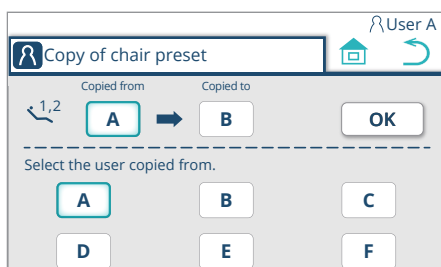 User A
Copy of chair preset
Copied from Copied to
1,2 A B OK
Select the user copied from.
A B C
D E F